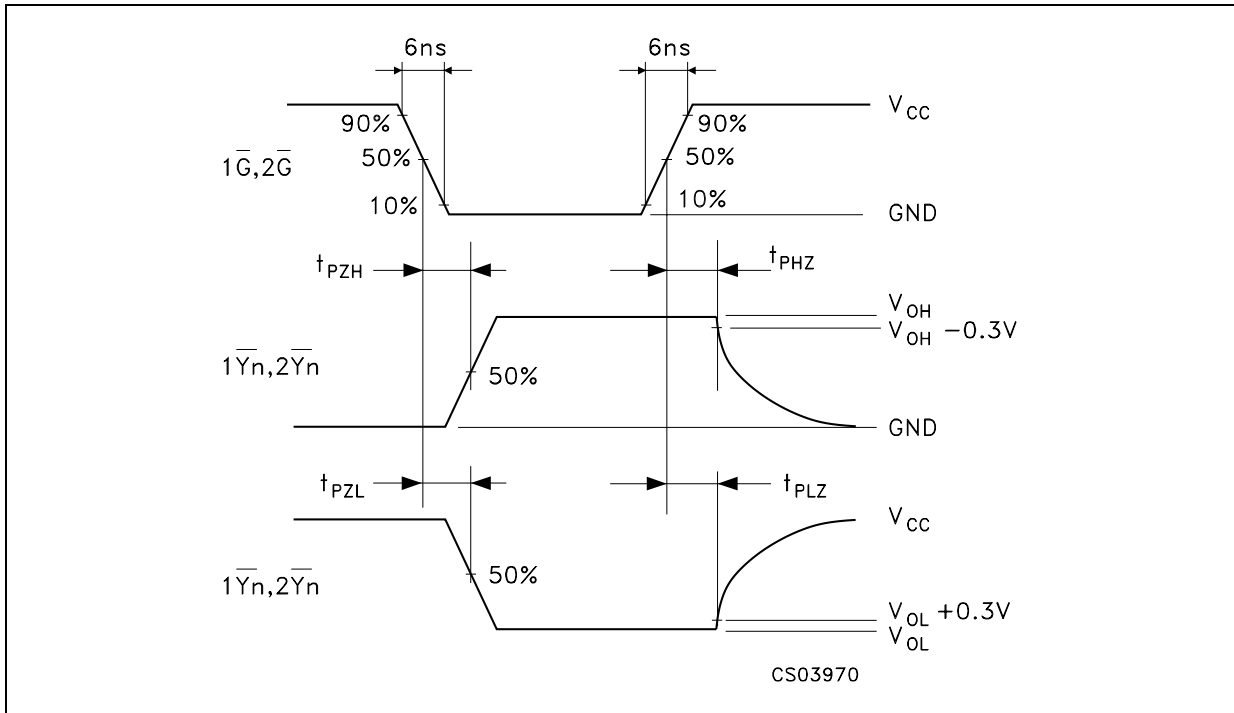 6ns 6ns
V_CC
90% 90%
1G̅,2G̅ 50% 50%
10% 10%
GND
t_PZH t_PHZ
V_OH
V_OH −0.3V
1Y̅n̅,2Y̅n̅ 50%
GND
t_PZL t_PLZ
V_CC
1Y̅n̅,2Y̅n̅ 50%
V_OL +0.3V
V_OL
CS03970